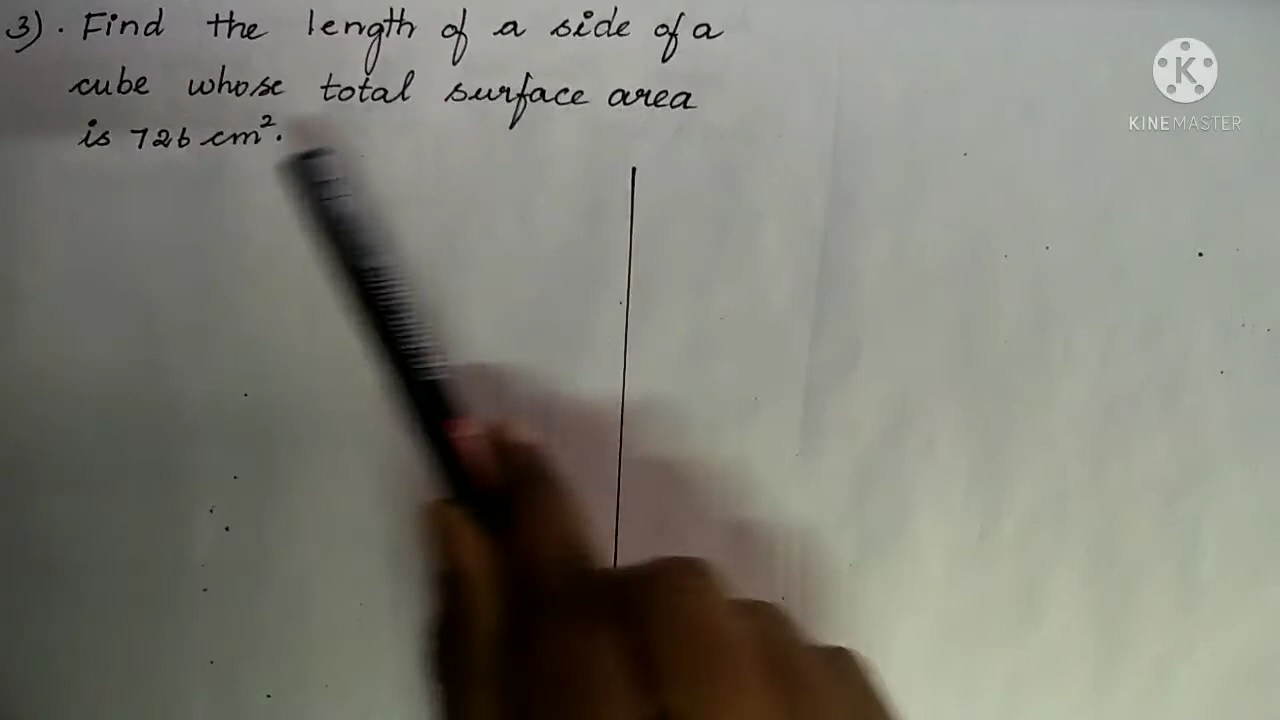 3). Find the length of a side of a
cube whose total surface area
is 726 cm².
K
KINEMASTER